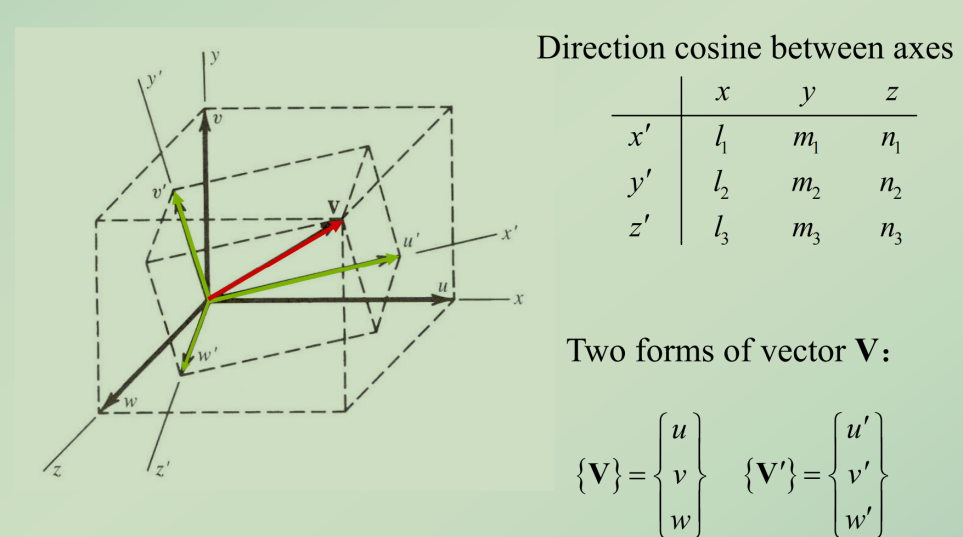 y' y
v
v'
V
u'
x'
u
x
w'
w
z z'
Direction cosine between axes
x y z
x' l₁ m₁ n₁
y' l₂ m₂ n₂
z' l₃ m₃ n₃
Two forms of vector V:
{V} = {u v w} {V'} = {u' v' w'}